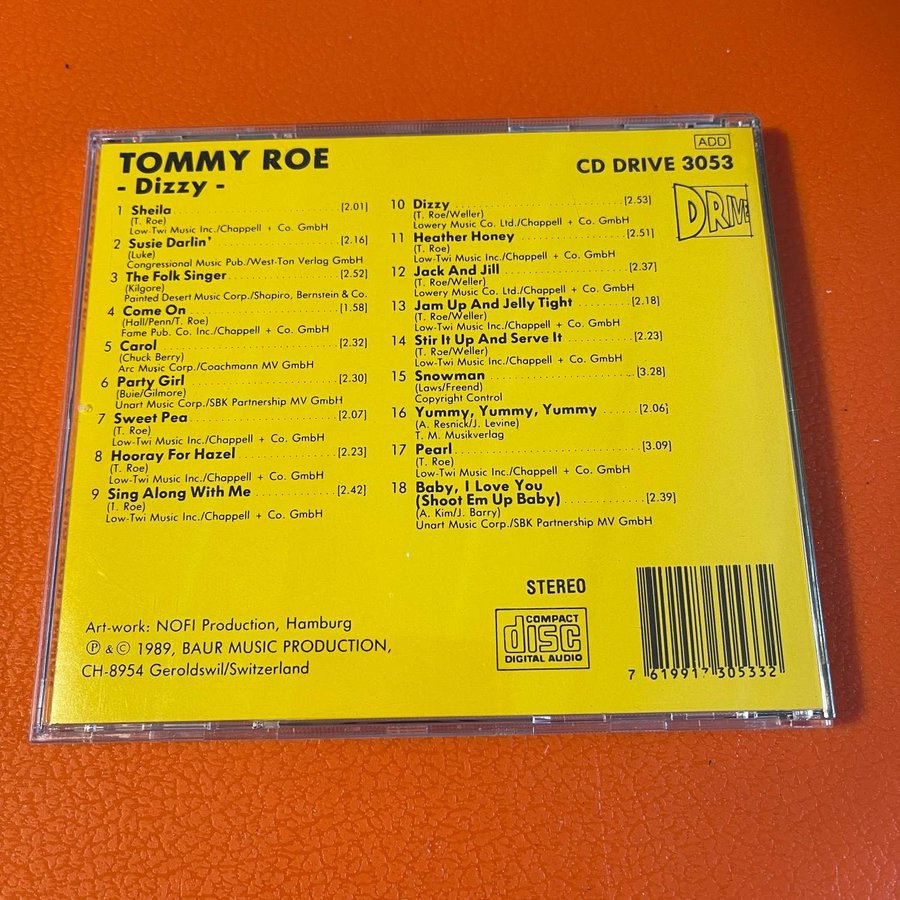 TOMMY ROE
- Dizzy -
1 Sheila [2.01]
(T. Roe)
Low-Twi Music Inc./Chappell + Co. GmbH
2 Susie Darlin' [2.16]
(Luke)
Congressional Music Pub./West-Ton Verlag GmbH
3 The Folk Singer [2.52]
(Kilgore)
Painted Desert Music Corp./Shapiro, Bernstein & Co.
4 Come On [1.58]
(Hall/Penn/T. Roe)
Fame Pub. Co. Inc./Chappell + Co. GmbH
5 Carol [2.32]
(Chuck Berry)
Arc Music Corp./Coachmann MV GmbH
6 Party Girl [2.30]
(Buie/Gilmore)
Unart Music Corp./SBK Partnership MV GmbH
7 Sweet Pea [2.07]
(T. Roe)
Low-Twi Music Inc./Chappell + Co. GmbH
8 Hooray For Hazel [2.23]
(T. Roe)
Low-Twi Music Inc./Chappell + Co. GmbH
9 Sing Along With Me [2.42]
(T. Roe)
Low-Twi Music Inc./Chappell + Co. GmbH
ADD
CD DRIVE 3053
DRIVE
10 Dizzy [2.53]
(T. Roe/Weller)
Lowery Music Co. Ltd./Chappell + Co. GmbH
11 Heather Honey [2.51]
(T. Roe)
Low-Twi Music Inc./Chappell + Co. GmbH
12 Jack And Jill [2.37]
(T. Roe/Weller)
Lowery Music Co. Ltd./Chappell + Co. GmbH
13 Jam Up And Jelly Tight [2.18]
(T. Roe/Weller)
Low-Twi Music Inc./Chappell + Co. GmbH
14 Stir It Up And Serve It [2.23]
(T. Roe/Weller)
Low-Twi Music Inc./Chappell + Co. GmbH
15 Snowman [3.28]
(Laws/Freend)
Copyright Control
16 Yummy, Yummy, Yummy [2.06]
(A. Resnick/J. Levine)
T. M. Musikverlag
17 Pearl [3.09]
(T. Roe)
Low-Twi Music Inc./Chappell + Co. GmbH
18 Baby, I Love You
(Shoot Em Up Baby) [2.39]
(A. Kim/J. Barry)
Unart Music Corp./SBK Partnership MV GmbH
Art-work: NOFI Production, Hamburg
℗ & © 1989, BAUR MUSIC PRODUCTION,
CH-8954 Geroldswil/Switzerland
STEREO
COMPACT
disc
DIGITAL AUDIO
7 619917 305332